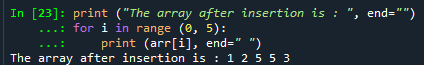 In [23]: print ("The array after insertion is : ", end="")
    ...: for i in range (0, 5):
    ...:     print (arr[i], end=" ")
The array after insertion is : 1 2 5 5 3